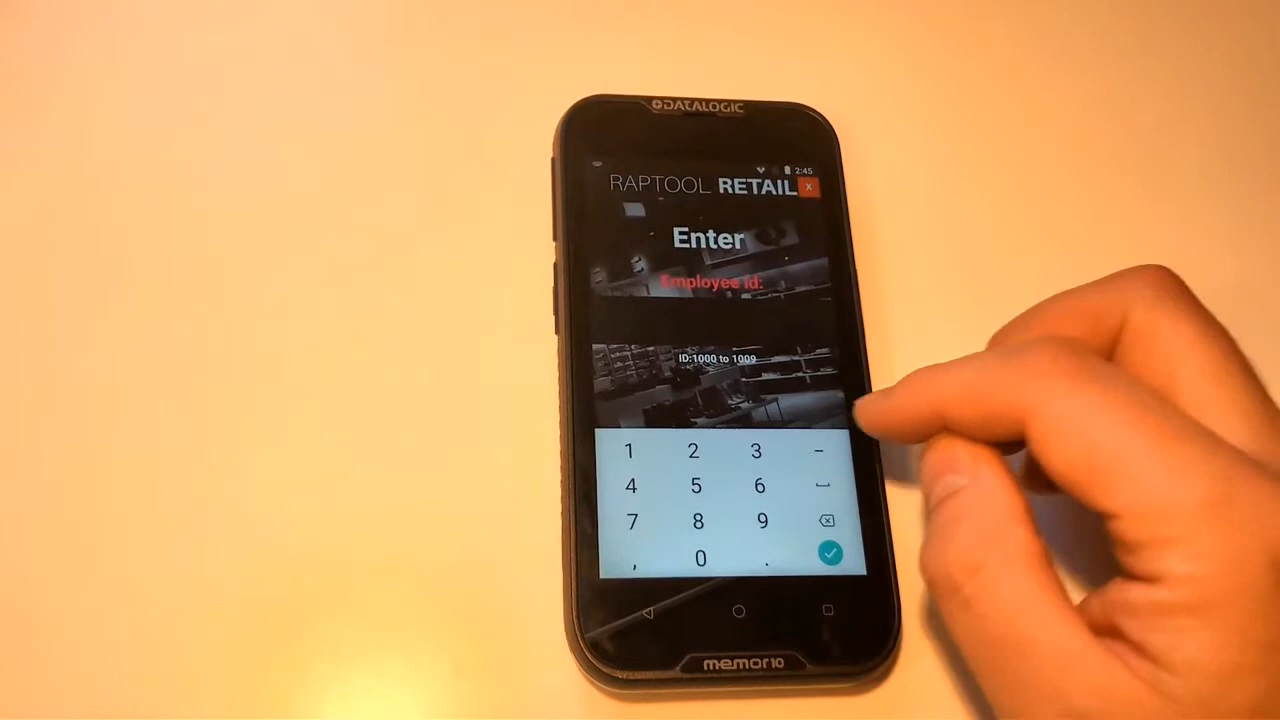 DATALOGIC
2:45
RAPTOOL RETAIL X
Enter
Employee id:
ID:1000 to 1009
1 2 3 -
4 5 6
7 8 9
, 0 .
memor10